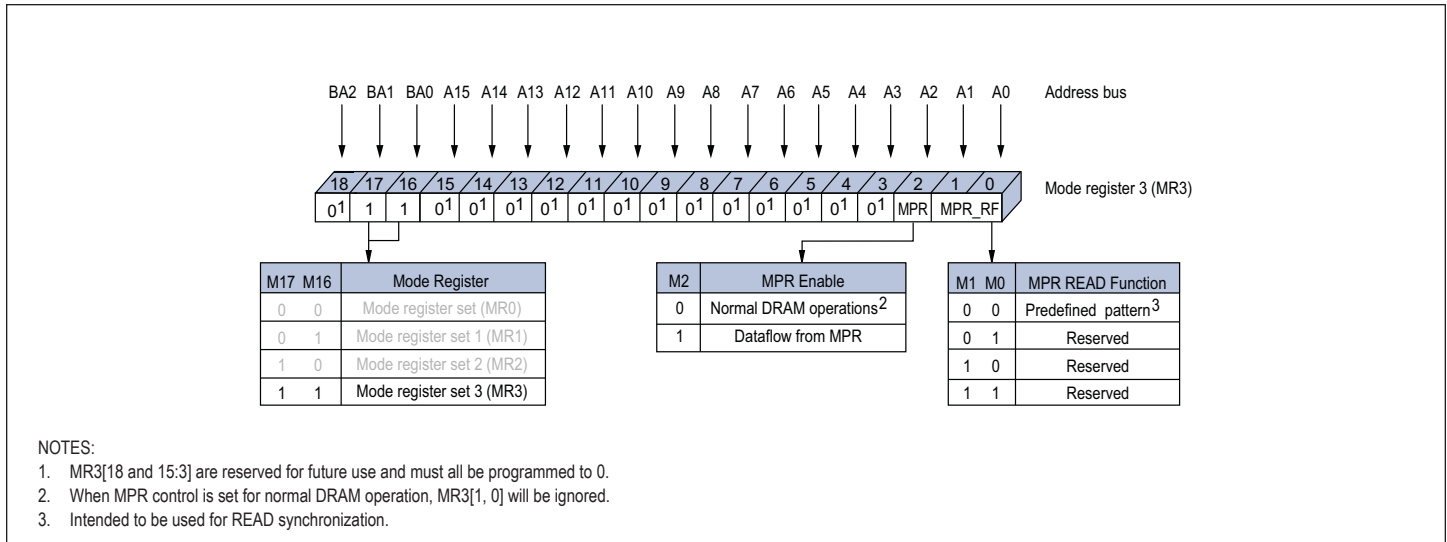 BA2 BA1 BA0 A15 A14 A13 A12 A11 A10 A9 A8 A7 A6 A5 A4 A3 A2 A1 A0 Address bus
18 17 16 15 14 13 12 11 10 9 8 7 6 5 4 3 2 1 0 Mode register 3 (MR3)
0¹ 1 1 0¹ 0¹ 0¹ 0¹ 0¹ 0¹ 0¹ 0¹ 0¹ 0¹ 0¹ 0¹ 0¹ MPR MPR_RF
M17 M16 Mode Register
0 0 Mode register set (MR0)
0 1 Mode register set 1 (MR1)
1 0 Mode register set 2 (MR2)
1 1 Mode register set 3 (MR3)
M2 MPR Enable
0 Normal DRAM operations²
1 Dataflow from MPR
M1 M0 MPR READ Function
0 0 Predefined pattern³
0 1 Reserved
1 0 Reserved
1 1 Reserved
NOTES:
1. MR3[18 and 15:3] are reserved for future use and must all be programmed to 0.
2. When MPR control is set for normal DRAM operation, MR3[1, 0] will be ignored.
3. Intended to be used for READ synchronization.